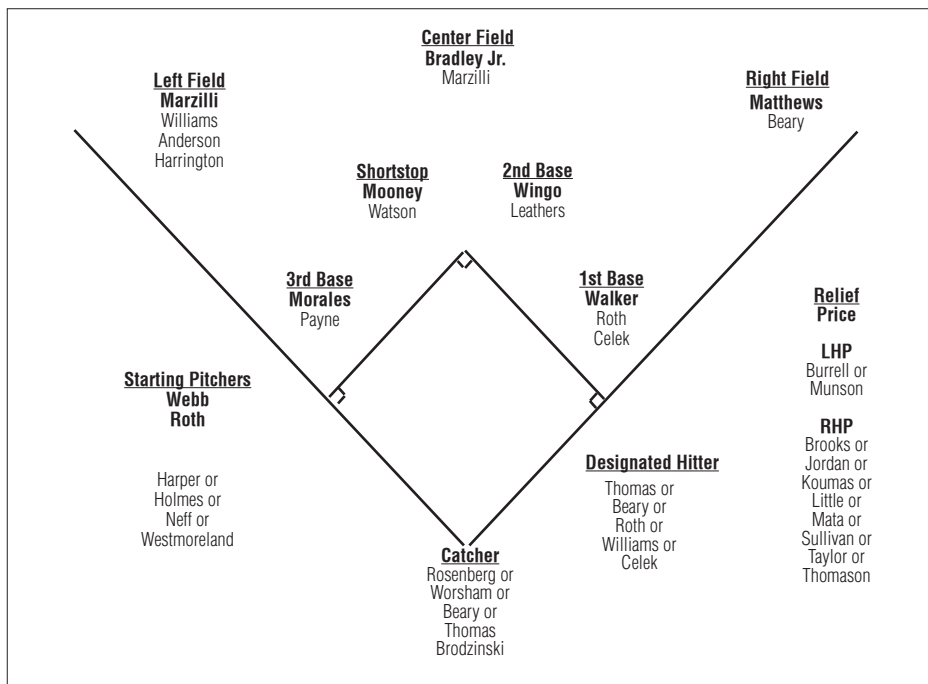 Center Field
Bradley Jr.
Marzilli
Left Field
Marzilli
Williams
Anderson
Harrington
Right Field
Matthews
Beary
Shortstop
Mooney
Watson
2nd Base
Wingo
Leathers
3rd Base
Morales
Payne
1st Base
Walker
Roth
Celek
Relief
Price
LHP
Burrell or
Munson
RHP
Brooks or
Jordan or
Koumas or
Little or
Mata or
Sullivan or
Taylor or
Thomason
Starting Pitchers
Webb
Roth
Harper or
Holmes or
Neff or
Westmoreland
Designated Hitter
Thomas or
Beary or
Roth or
Williams or
Celek
Catcher
Rosenberg or
Worsham or
Beary or
Thomas
Brodzinski